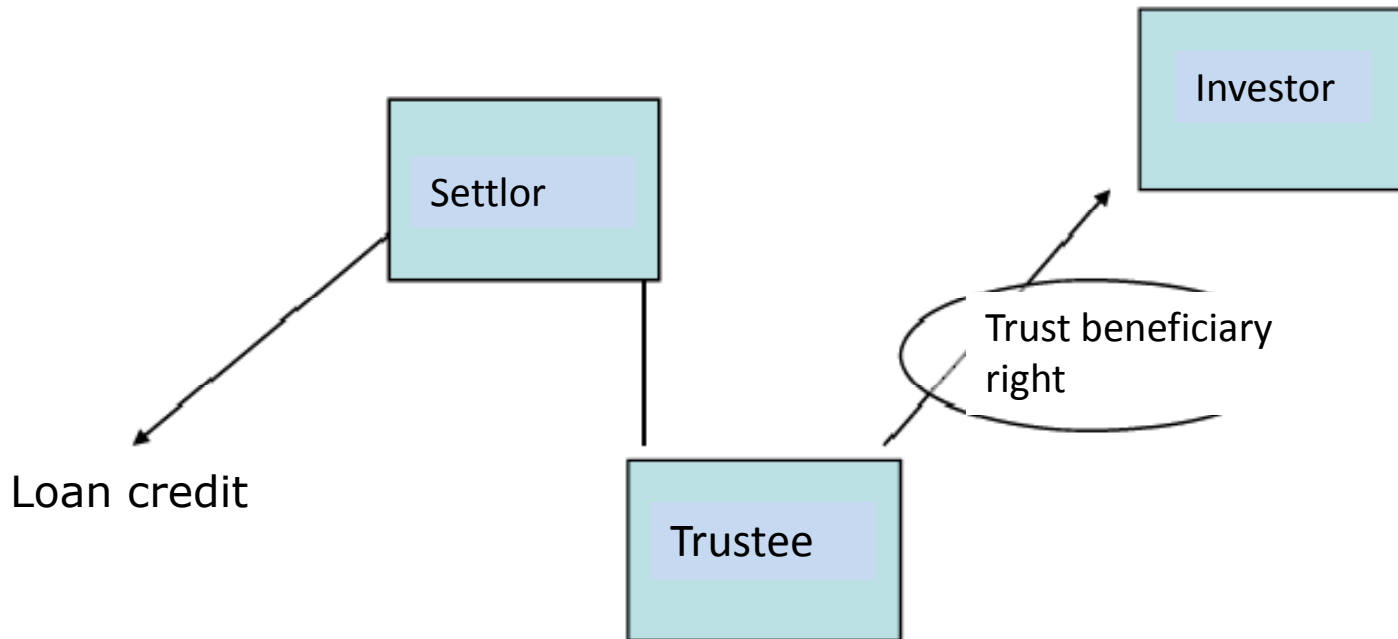 Investor
Settlor
Trust beneficiary
right
Loan credit
Trustee